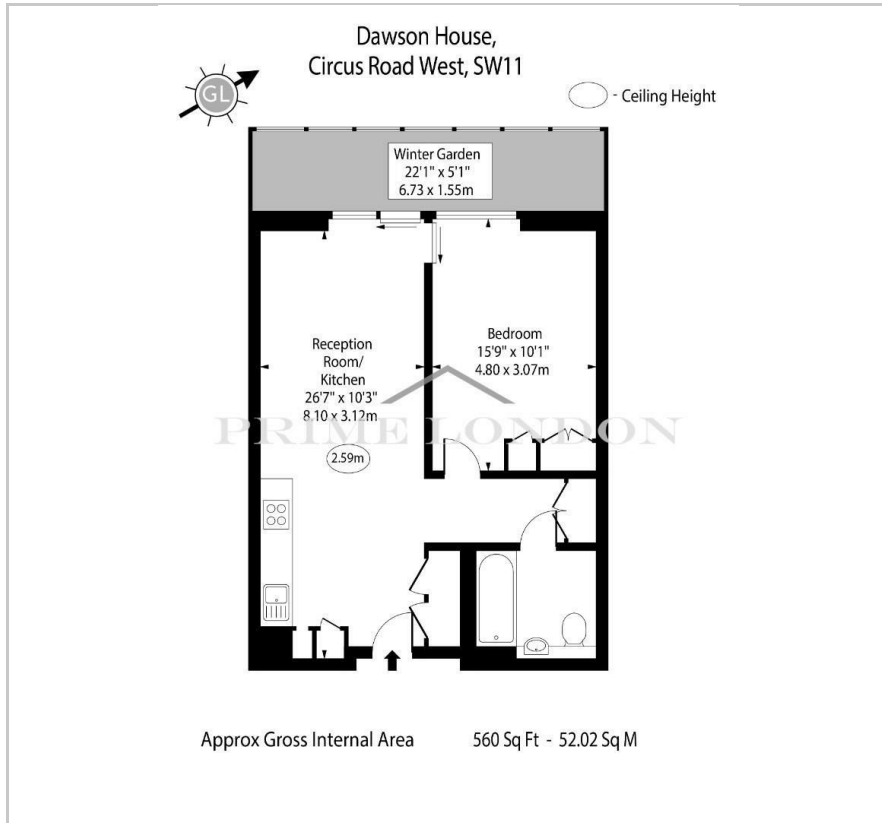 Dawson House,
Circus Road West, SW11
GL
- Ceiling Height
Winter Garden
22'1" x 5'1"
6.73 x 1.55m
Reception
Room/
Kitchen
26'7" x 10'3"
8.10 x 3.12m
Bedroom
15'9" x 10'1"
4.80 x 3.07m
PRIME LONDON
2.59m
Approx Gross Internal Area 560 Sq Ft - 52.02 Sq M